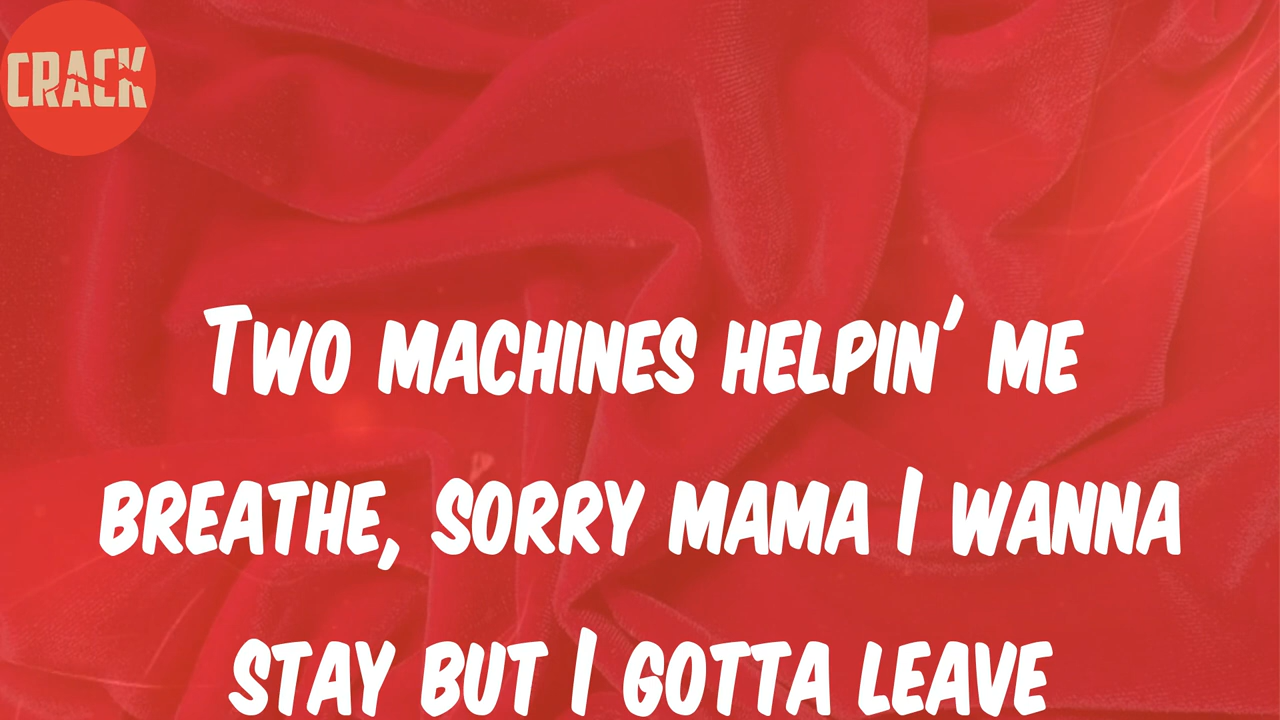 CRACK
Two machines helpin' me
breathe, sorry mama I wanna
stay but I gotta leave